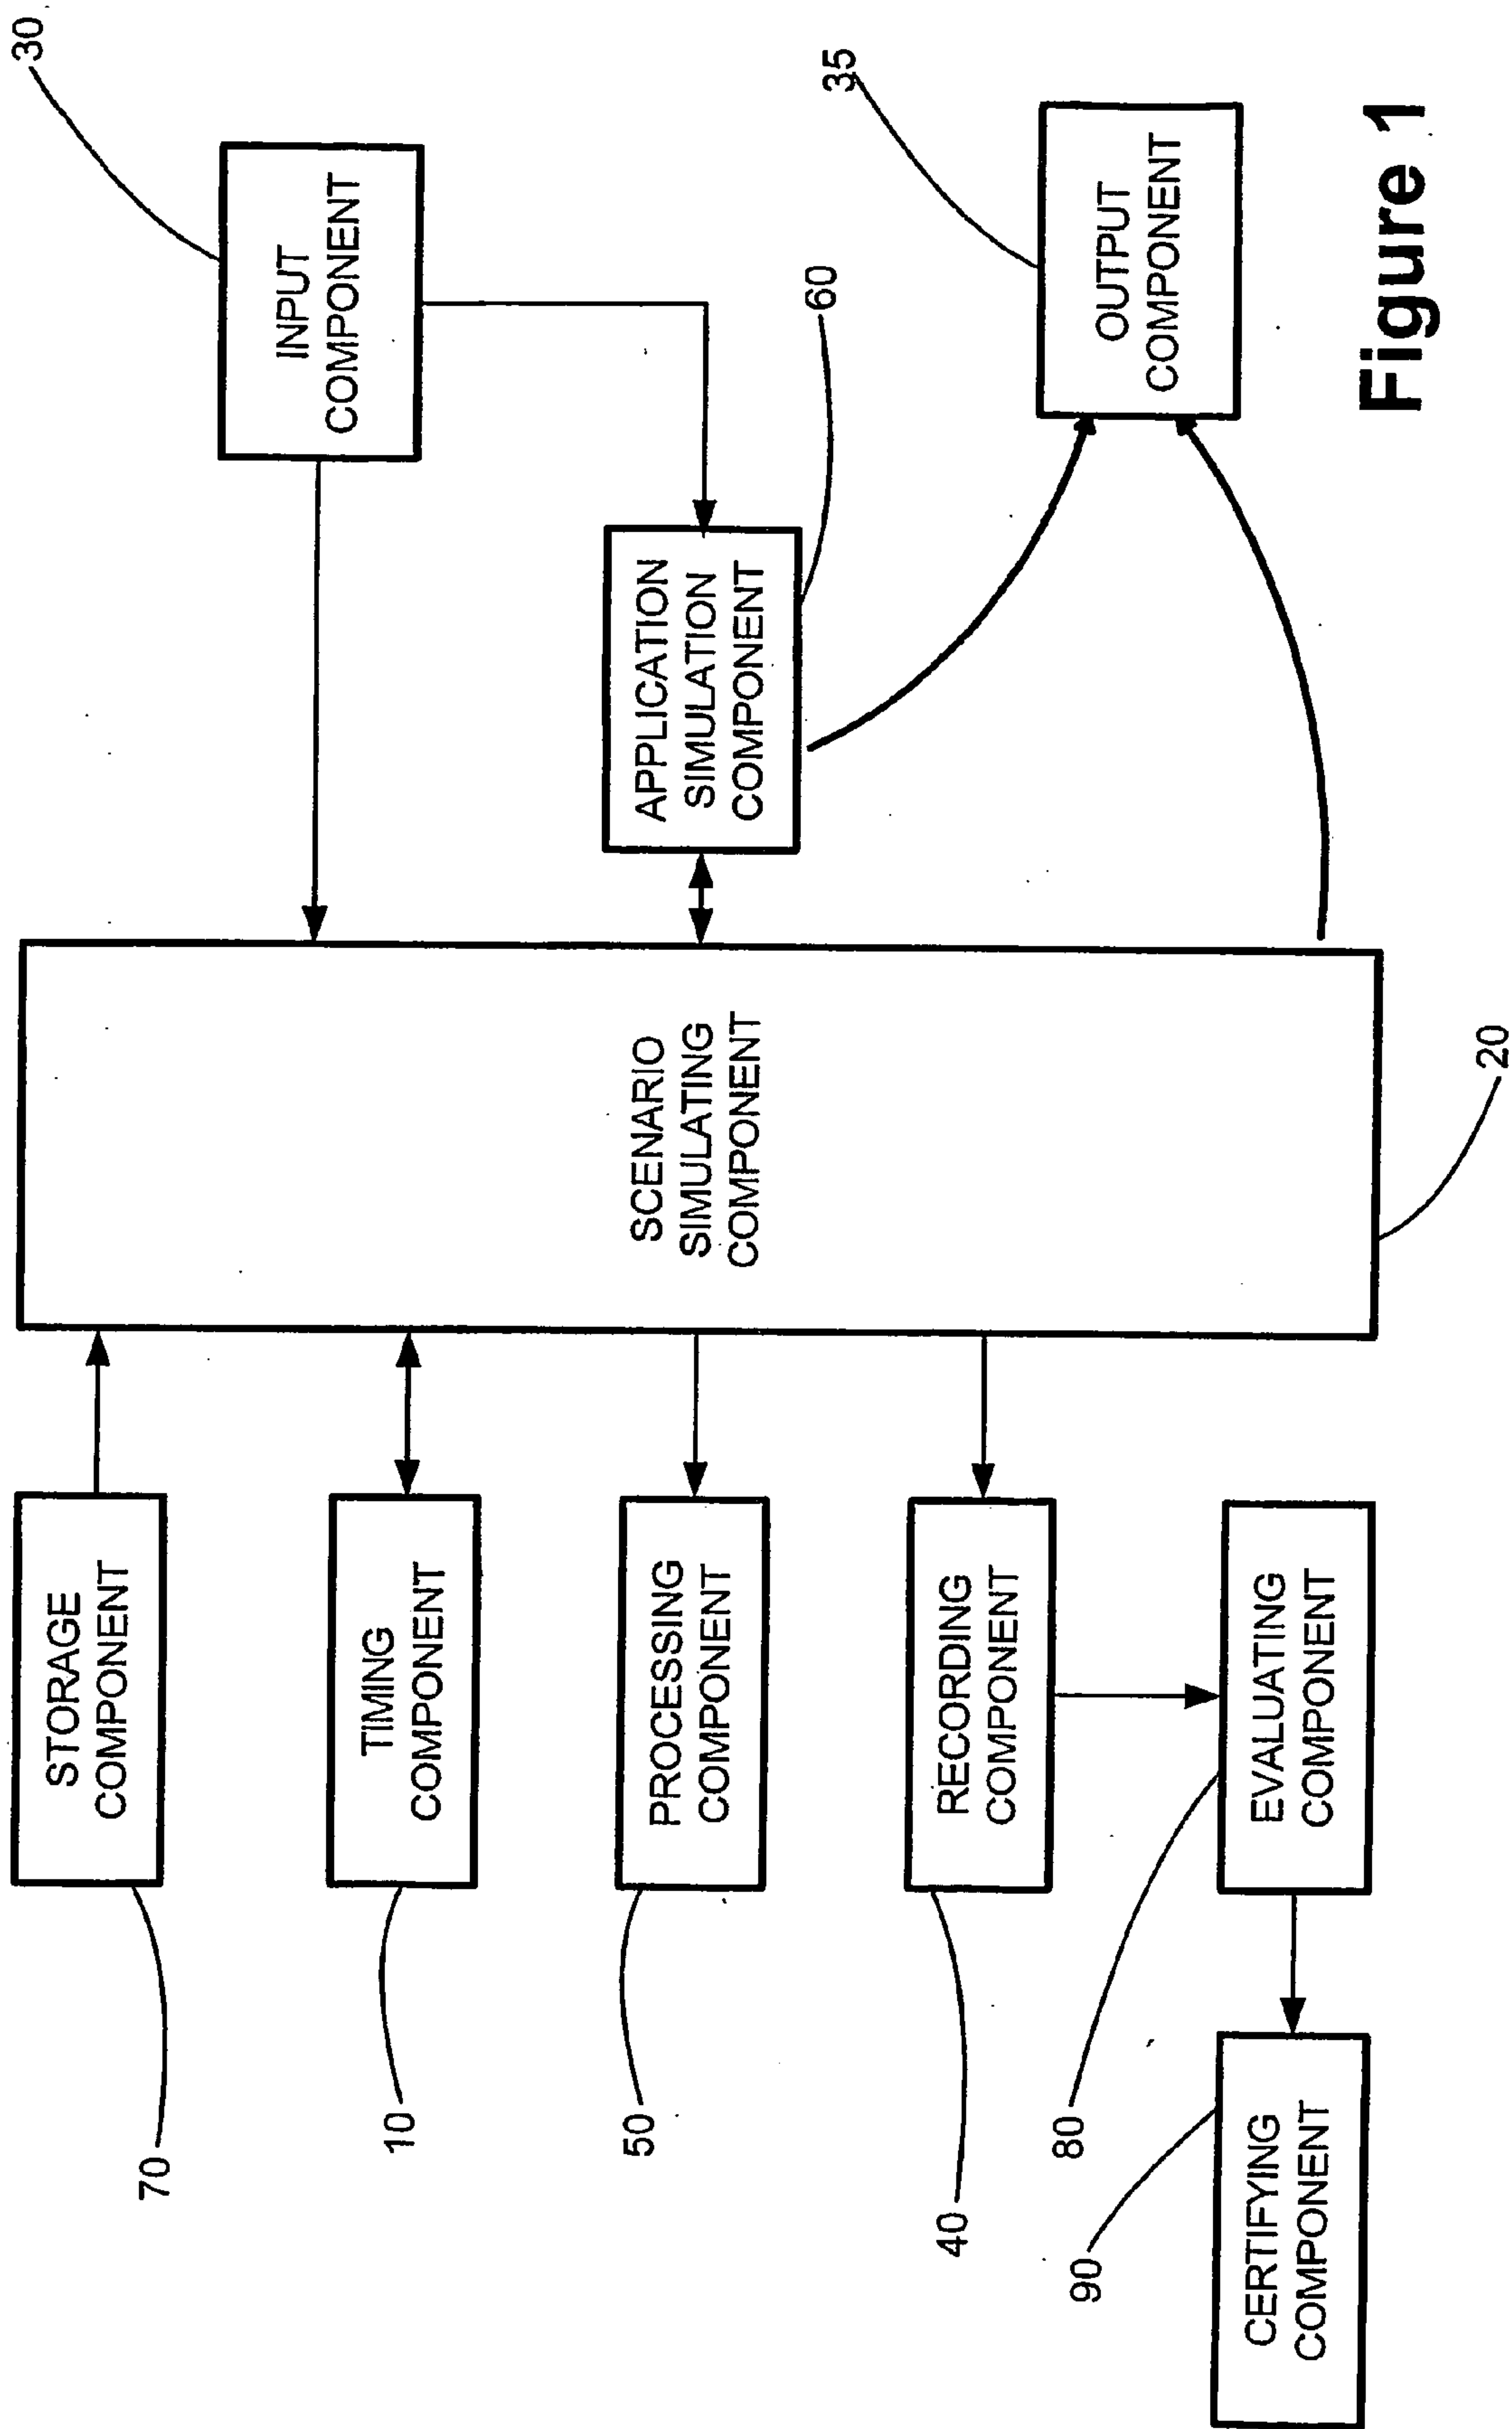 30
INPUT
COMPONENT
35
OUTPUT
COMPONENT
60
APPLICATION
SIMULATION
COMPONENT
SCENARIO
SIMULATING
COMPONENT
20
STORAGE
COMPONENT
70
TIMING
COMPONENT
10
PROCESSING
COMPONENT
50
RECORDING
COMPONENT
40
EVALUATING
COMPONENT
80
CERTIFYING
COMPONENT
90
Figure 1